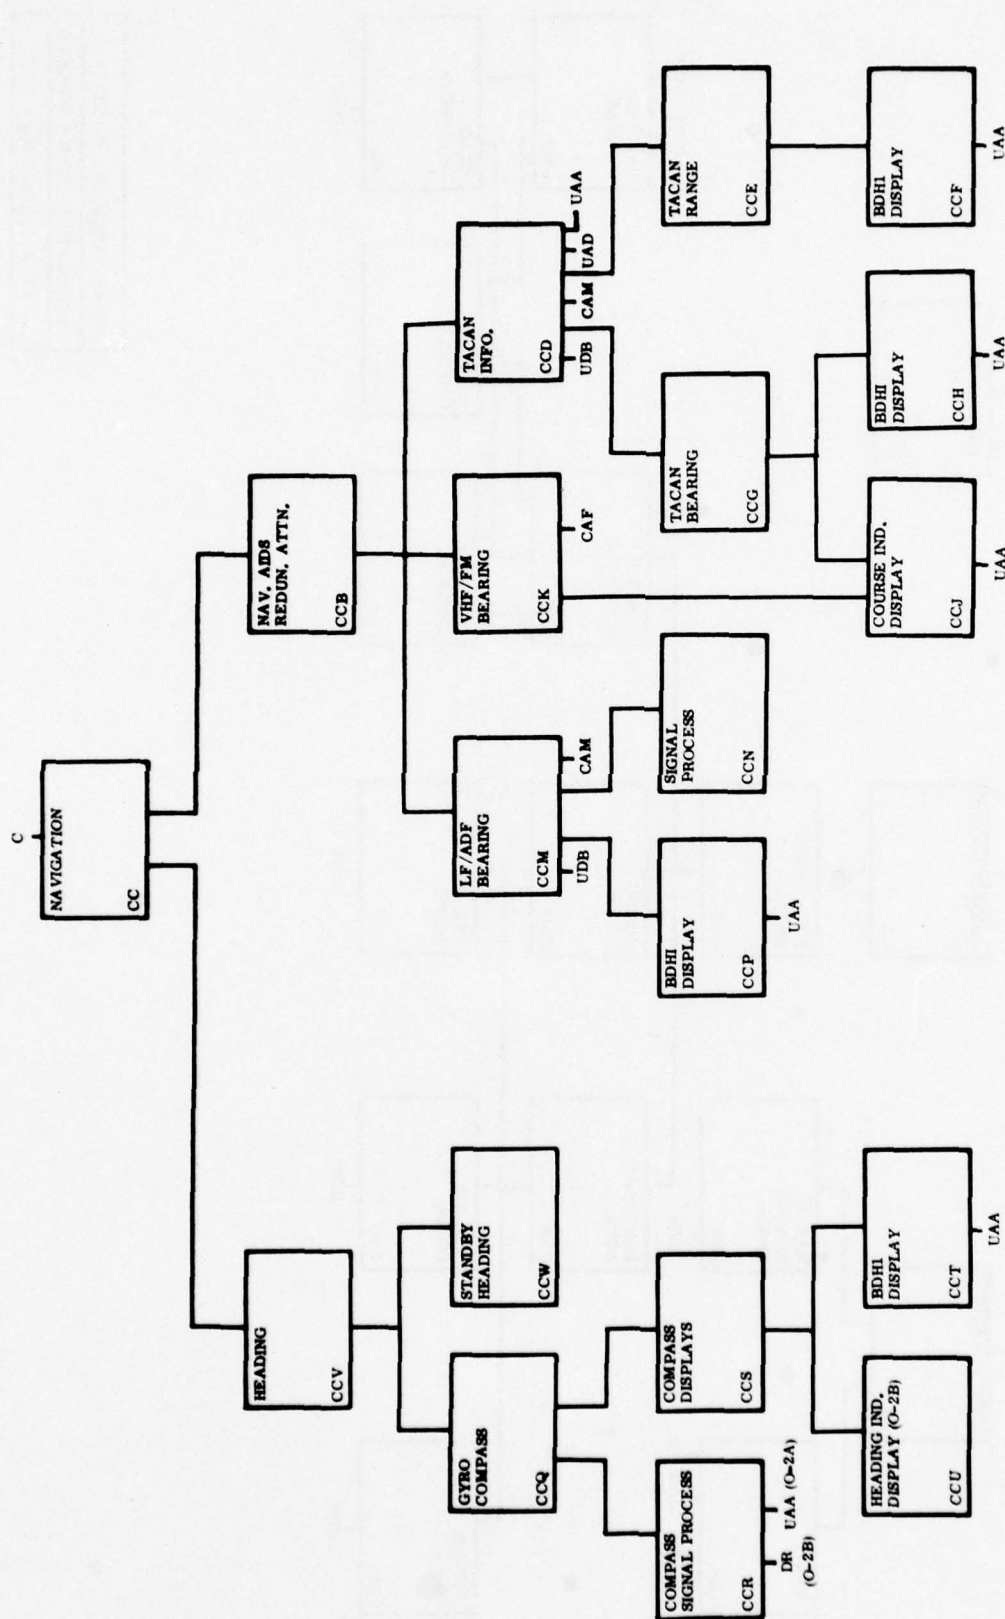 C
NAVIGATION
CC
HEADING
CCV
NAV. AIDS
REDUN. ATTN.
CCB
GYRO
COMPASS
CCQ
STANDBY
HEADING
CCW
LF/ADF
BEARING
CCM
UDB
CAM
VHF/FM
BEARING
CCK
CAF
TACAN
INFO.
CCD
UDB
CAM
UAD
UAA
COMPASS
SIGNAL PROCESS
CCR
DR
(O-2B)
UAA (O-2A)
COMPASS
DISPLAYS
CCS
BDHI
DISPLAY
CCP
UAA
SIGNAL
PROCESS
CCN
TACAN
BEARING
CCG
TACAN
RANGE
CCE
HEADING IND.
DISPLAY (O-2B)
CCU
BDHI
DISPLAY
CCT
UAA
COURSE IND.
DISPLAY
CCJ
UAA
BDHI
DISPLAY
CCH
UAA
BDHI
DISPLAY
CCF
UAA